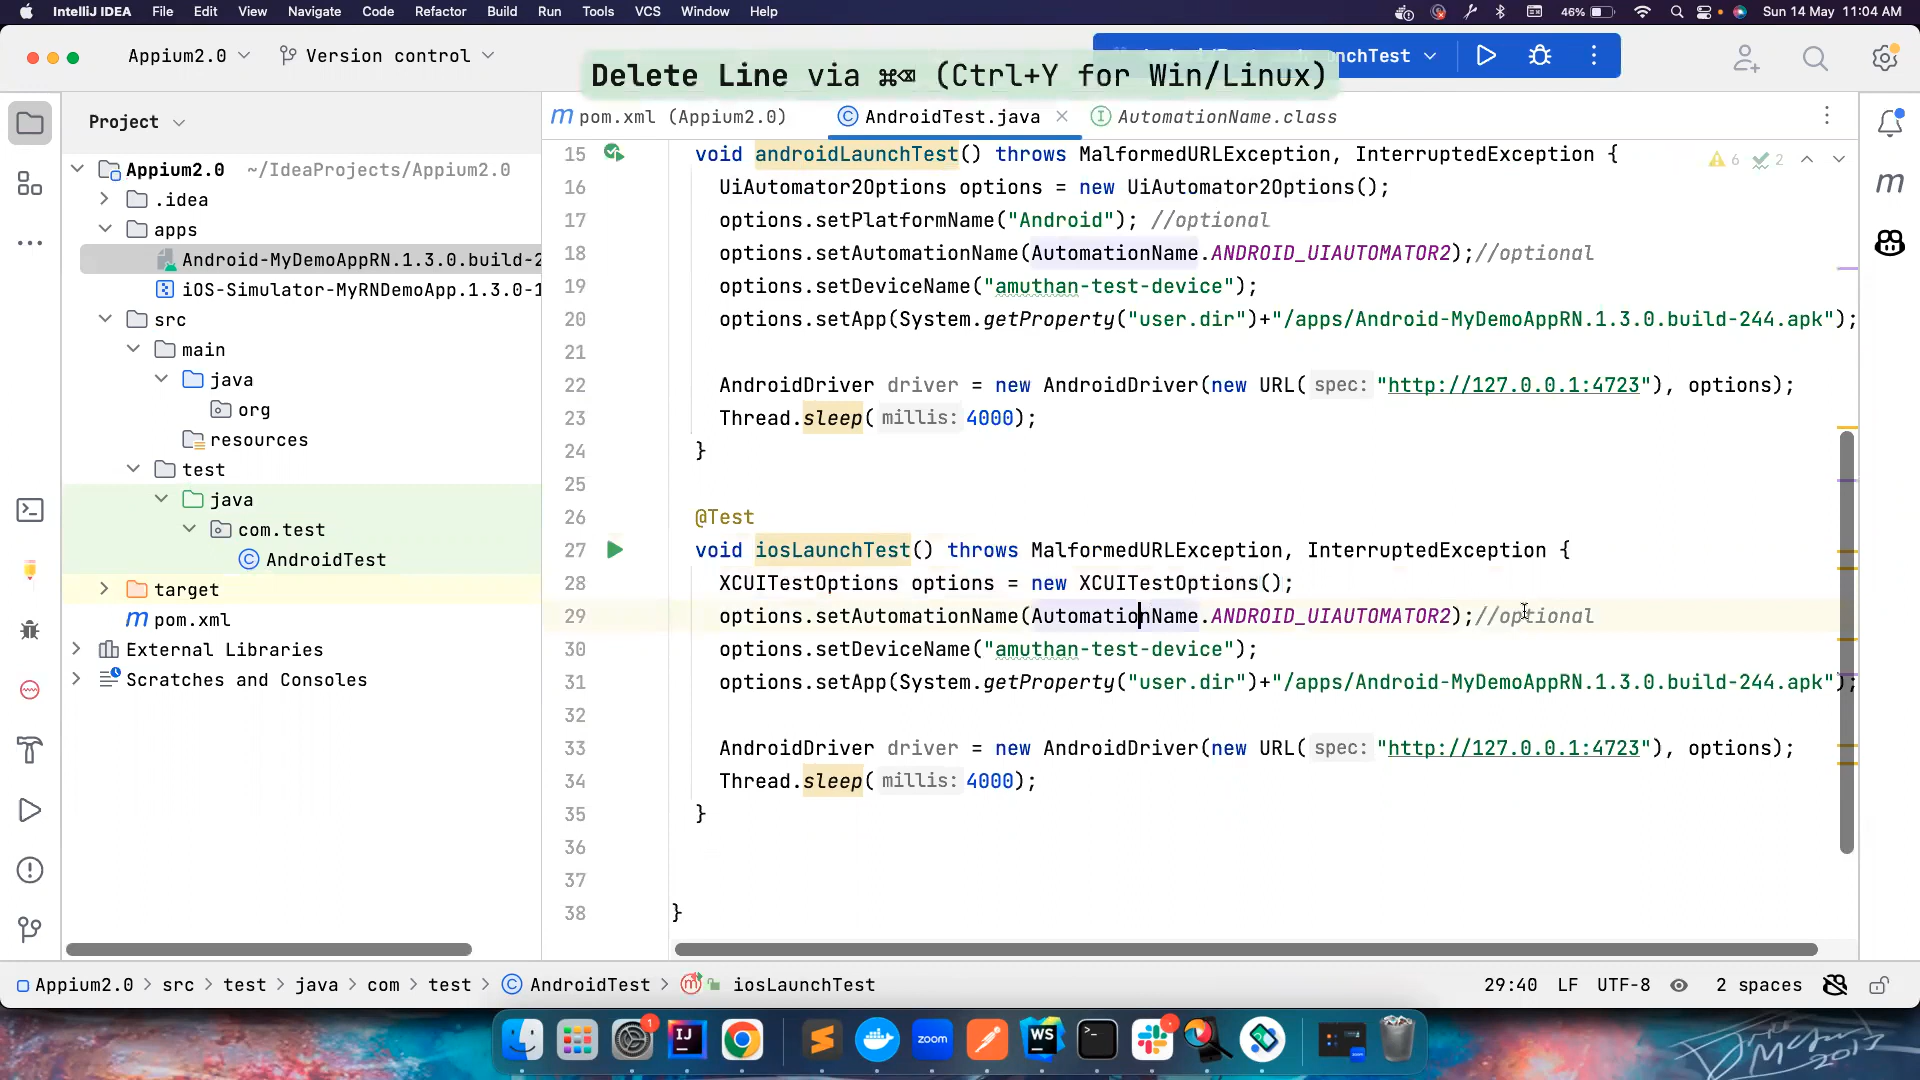 IntelliJ IDEA File Edit View Navigate Code Refactor Build Run Tools VCS Window Help 46% Sun 14 May 11:04 AM
Appium2.0 Version control unchTest
Delete Line via ⌘⌫ (Ctrl+Y for Win/Linux)
Project
pom.xml (Appium2.0) AndroidTest.java AutomationName.class
Appium2.0 ~/IdeaProjects/Appium2.0
.idea
apps
Android-MyDemoAppRN.1.3.0.build-2
iOS-Simulator-MyRNDemoApp.1.3.0-1
src
main
java
org
resources
test
java
com.test
AndroidTest
target
pom.xml
External Libraries
Scratches and Consoles
15 void androidLaunchTest() throws MalformedURLException, InterruptedException { 6 2
16 UiAutomator2Options options = new UiAutomator2Options();
17 options.setPlatformName("Android"); //optional
18 options.setAutomationName(AutomationName.ANDROID_UIAUTOMATOR2);//optional
19 options.setDeviceName("amuthan-test-device");
20 options.setApp(System.getProperty("user.dir")+"/apps/Android-MyDemoAppRN.1.3.0.build-244.apk");
21
22 AndroidDriver driver = new AndroidDriver(new URL( spec: "http://127.0.0.1:4723"), options);
23 Thread.sleep( millis: 4000);
24 }
25
26 @Test
27 void iosLaunchTest() throws MalformedURLException, InterruptedException {
28 XCUITestOptions options = new XCUITestOptions();
29 options.setAutomationName(AutomationName.ANDROID_UIAUTOMATOR2);//optional
30 options.setDeviceName("amuthan-test-device");
31 options.setApp(System.getProperty("user.dir")+"/apps/Android-MyDemoAppRN.1.3.0.build-244.apk");
32
33 AndroidDriver driver = new AndroidDriver(new URL( spec: "http://127.0.0.1:4723"), options);
34 Thread.sleep( millis: 4000);
35 }
36
37
38 }
Appium2.0 > src > test > java > com > test > AndroidTest > iosLaunchTest 29:40 LF UTF-8 2 spaces
1 IJ zoom WS